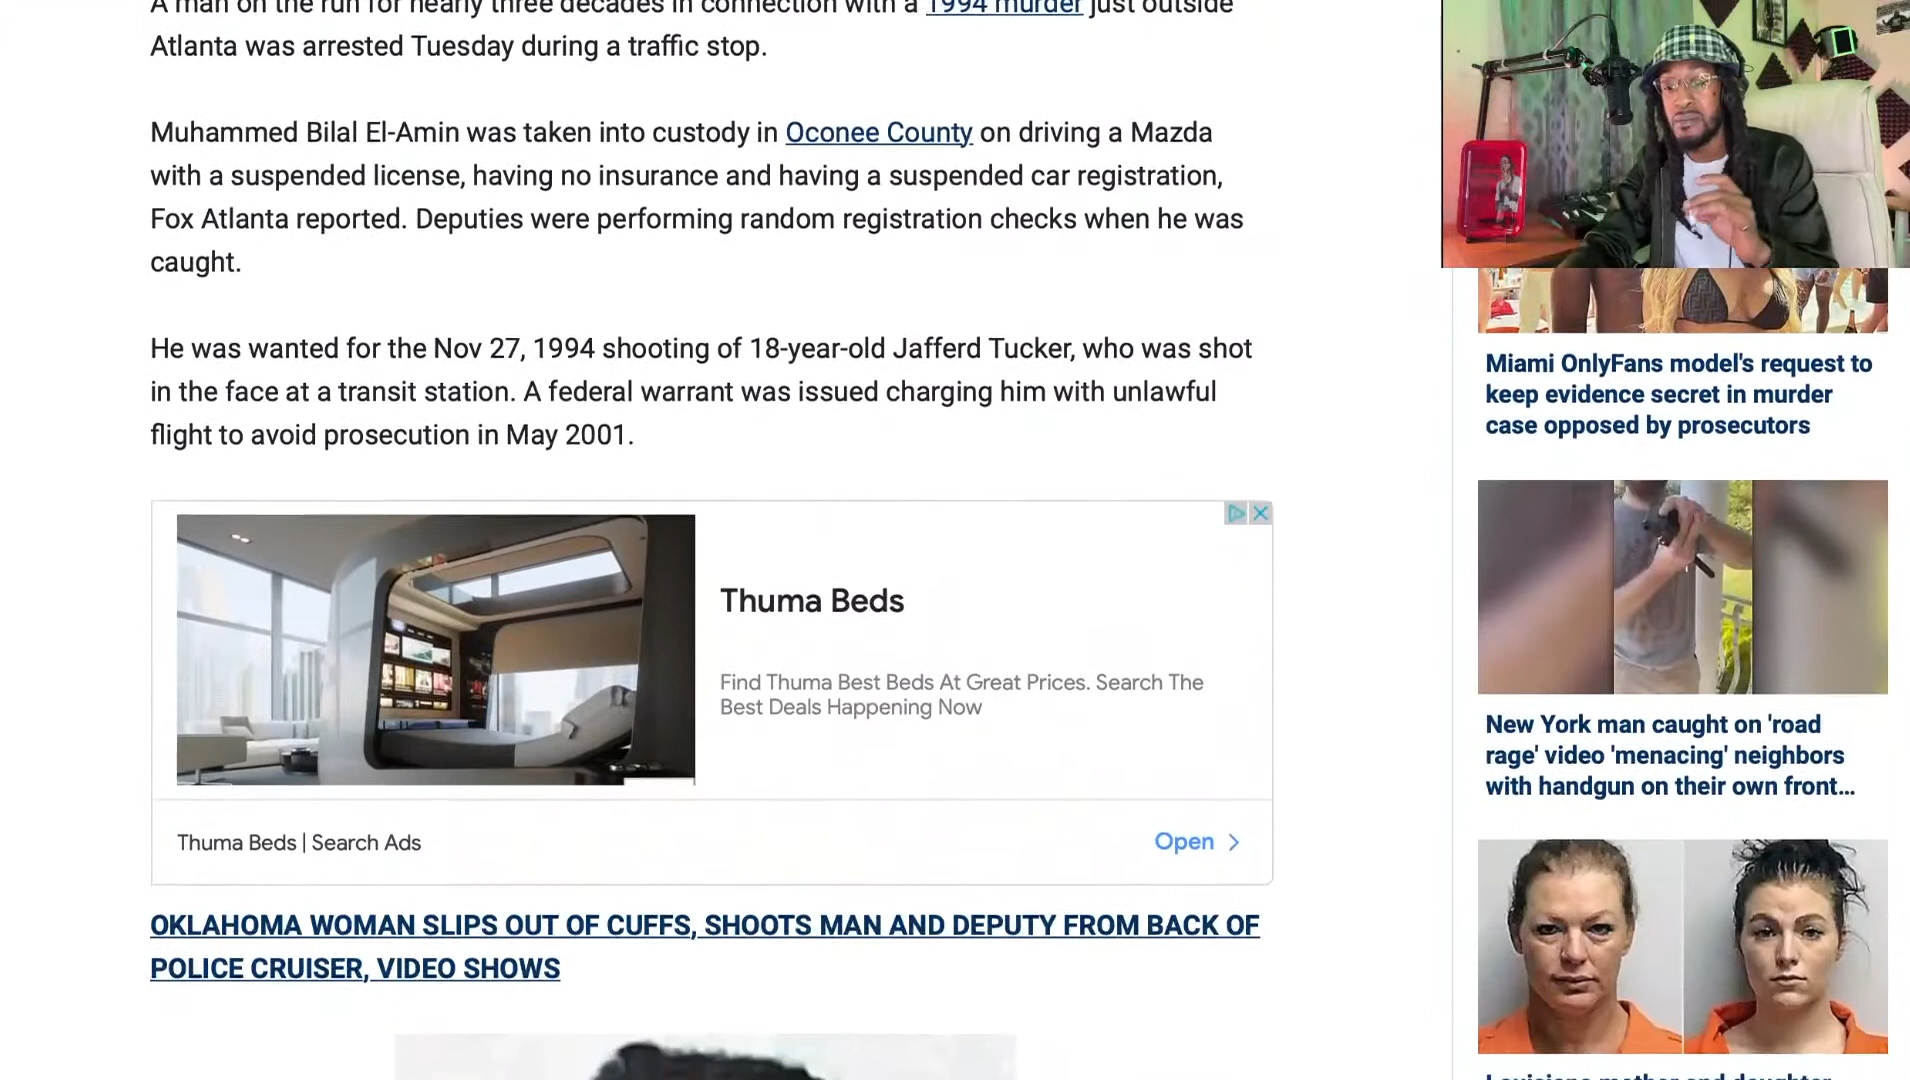 A man on the run for nearly three decades in connection with a 1994 murder just outside
Atlanta was arrested Tuesday during a traffic stop.
Muhammed Bilal El-Amin was taken into custody in Oconee County on driving a Mazda
with a suspended license, having no insurance and having a suspended car registration,
Fox Atlanta reported. Deputies were performing random registration checks when he was
caught.
He was wanted for the Nov 27, 1994 shooting of 18-year-old Jafferd Tucker, who was shot
in the face at a transit station. A federal warrant was issued charging him with unlawful
flight to avoid prosecution in May 2001.
Thuma Beds
Find Thuma Best Beds At Great Prices. Search The
Best Deals Happening Now
Thuma Beds | Search Ads
Open
OKLAHOMA WOMAN SLIPS OUT OF CUFFS, SHOOTS MAN AND DEPUTY FROM BACK OF
POLICE CRUISER, VIDEO SHOWS
Miami OnlyFans model's request to
keep evidence secret in murder
case opposed by prosecutors
New York man caught on 'road
rage' video 'menacing' neighbors
with handgun on their own front...
Louisiana mother and daughter